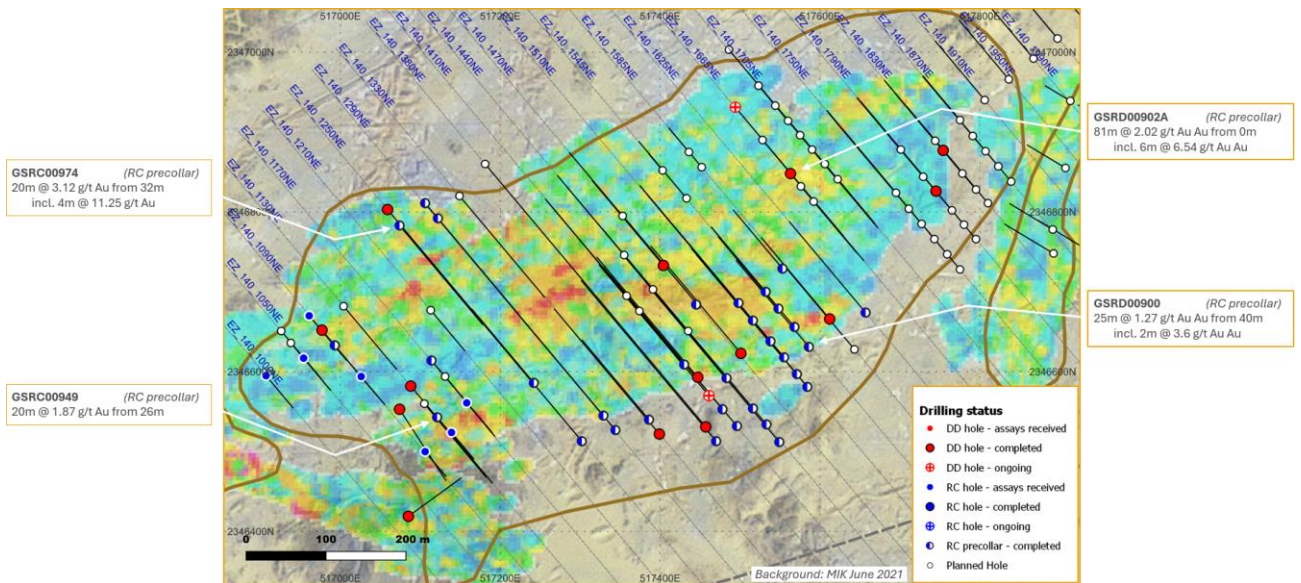 517000E
517200E
517400E
517600E
517800E
2347000N
EZ_140_1330NE
EZ_140_1380NE
EZ_140_1410NE
EZ_140_1440NE
EZ_140_1470NE
EZ_140_1510NE
EZ_140_1545NE
EZ_140_1585NE
EZ_140_1625NE
EZ_140_1750NE
EZ_140_1790NE
EZ_140_1830NE
EZ_140_1870NE
EZ_140_1910NE
EZ_140_1950NE
EZ_140_1290NE
EZ_140_1250NE
EZ_140_1210NE
EZ_140_1170NE
EZ_140_1130NE
EZ_140_1090NE
EZ_140_1050NE
GSRD00902A (RC precollar)
81m @ 2.02 g/t Au Au from 0m
incl. 6m @ 6.54 g/t Au Au
GSRC00974 (RC precollar)
20m @ 3.12 g/t Au from 32m
incl. 4m @ 11.25 g/t Au
2346800N
2346800N
GSRD00900 (RC precollar)
25m @ 1.27 g/t Au Au from 40m
incl. 2m @ 3.6 g/t Au Au
2346600N
2346600N
GSRC00949 (RC precollar)
20m @ 1.87 g/t Au from 26m
Drilling status
DD hole - assays received
DD hole - completed
DD hole - ongoing
RC hole - assays received
RC hole - completed
RC hole - ongoing
RC precollar - completed
Planned Hole
2346400N
0 100 200 m
517000E
517200E
517400E
Background: MIK June 2021